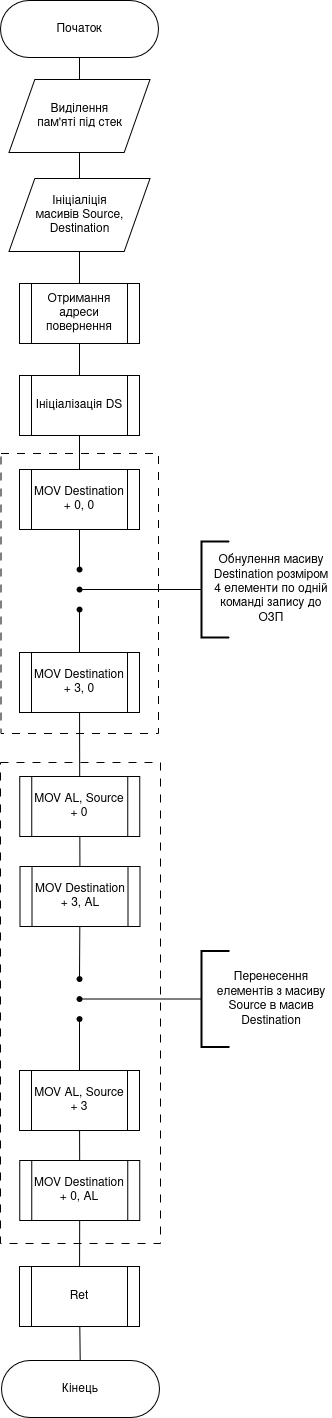 Початок
Виділення
пам'яті під стек
Ініціаліція
масивів Source,
Destination
Отримання
адреси
повернення
Ініціалізація DS
MOV Destination
+ 0, 0
Обнулення масиву
Destination розміром
4 елементи по одній
команді запису до
ОЗП
MOV Destination
+ 3, 0
MOV AL, Source
+ 0
MOV Destination
+ 3, AL
Перенесення
елементів з масиву
Source в масив
Destination
MOV AL, Source
+ 3
MOV Destination
+ 0, AL
Ret
Кінець